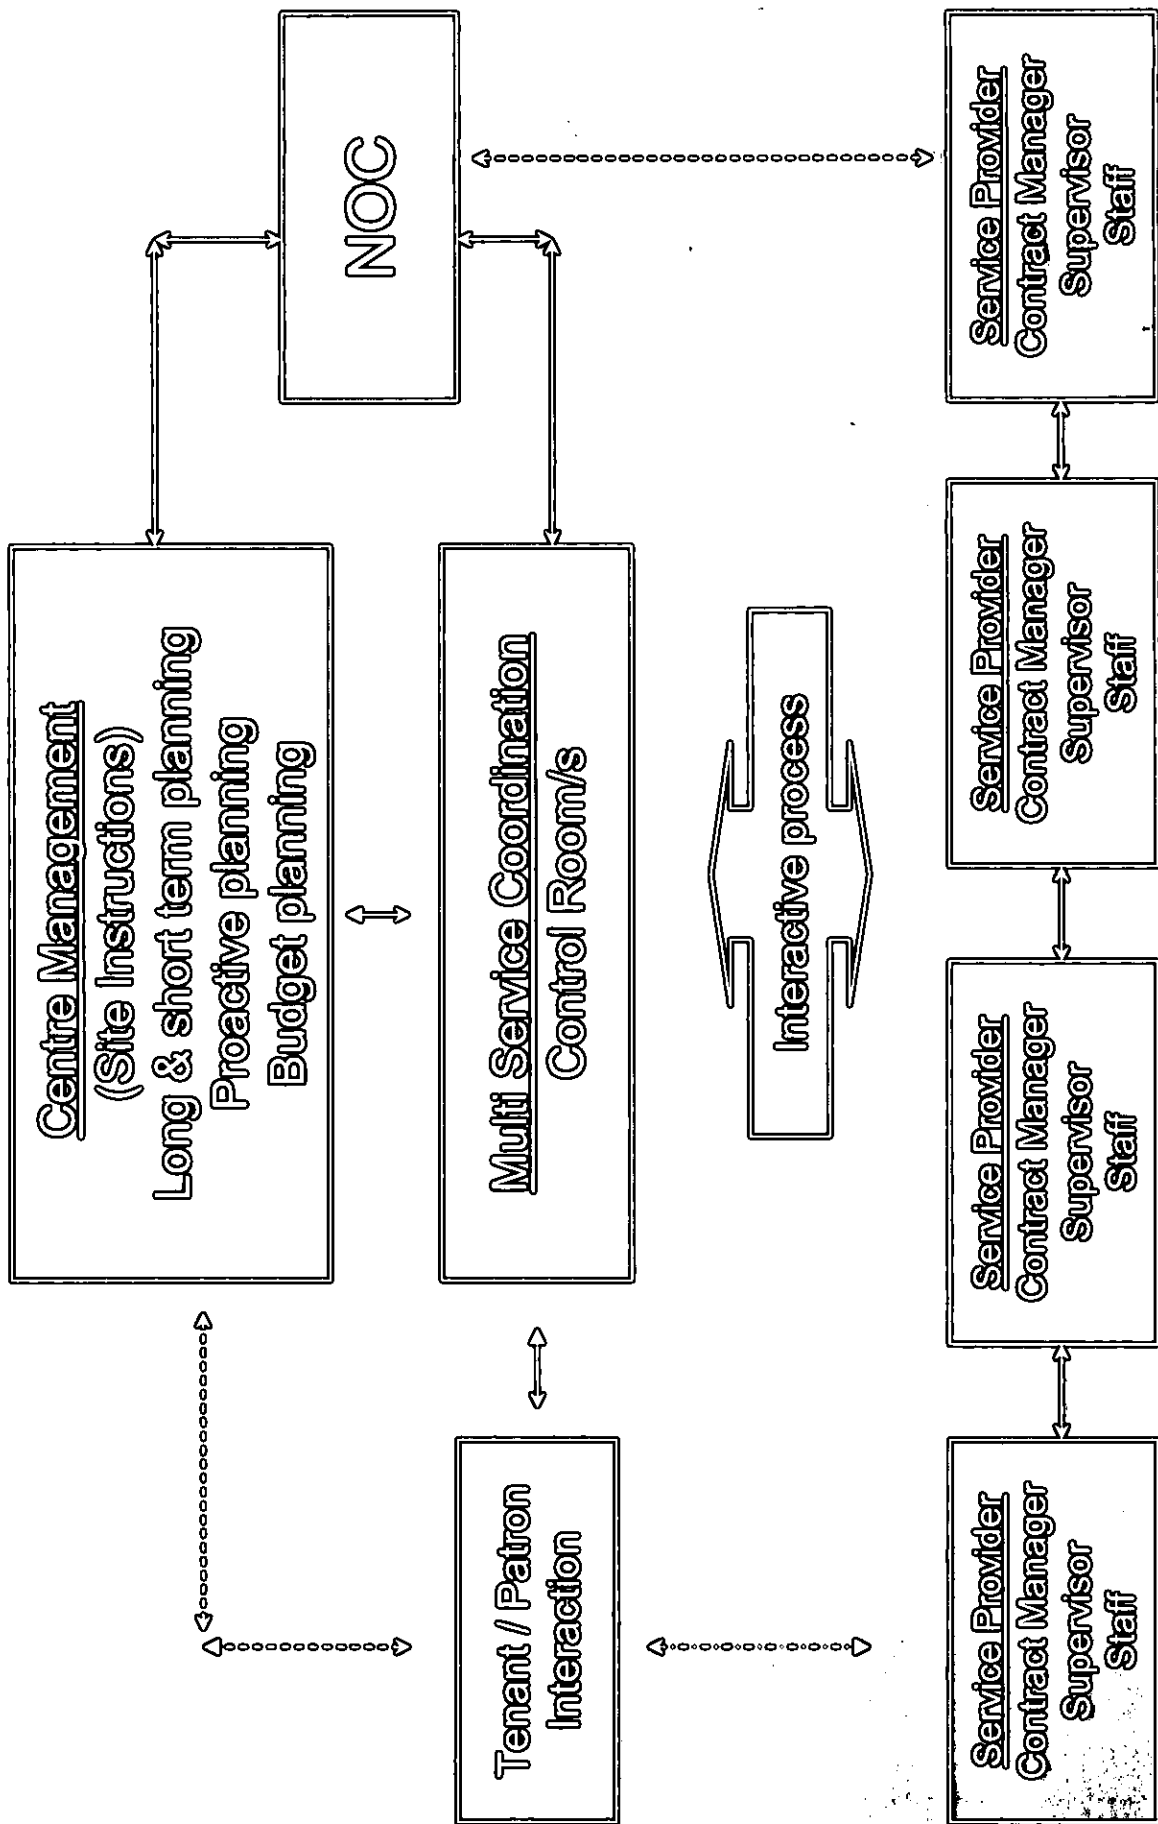 Centre Management
(Site Instructions)
Long & short term planning
Proactive planning
Budget planning
NOC
Tenant / Patron
Interaction
Multi Service Coordination
Control Room/s
Interactive process
Service Provider
Contract Manager
Supervisor
Staff
Service Provider
Contract Manager
Supervisor
Staff
Service Provider
Contract Manager
Supervisor
Staff
Service Provider
Contract Manager
Supervisor
Staff